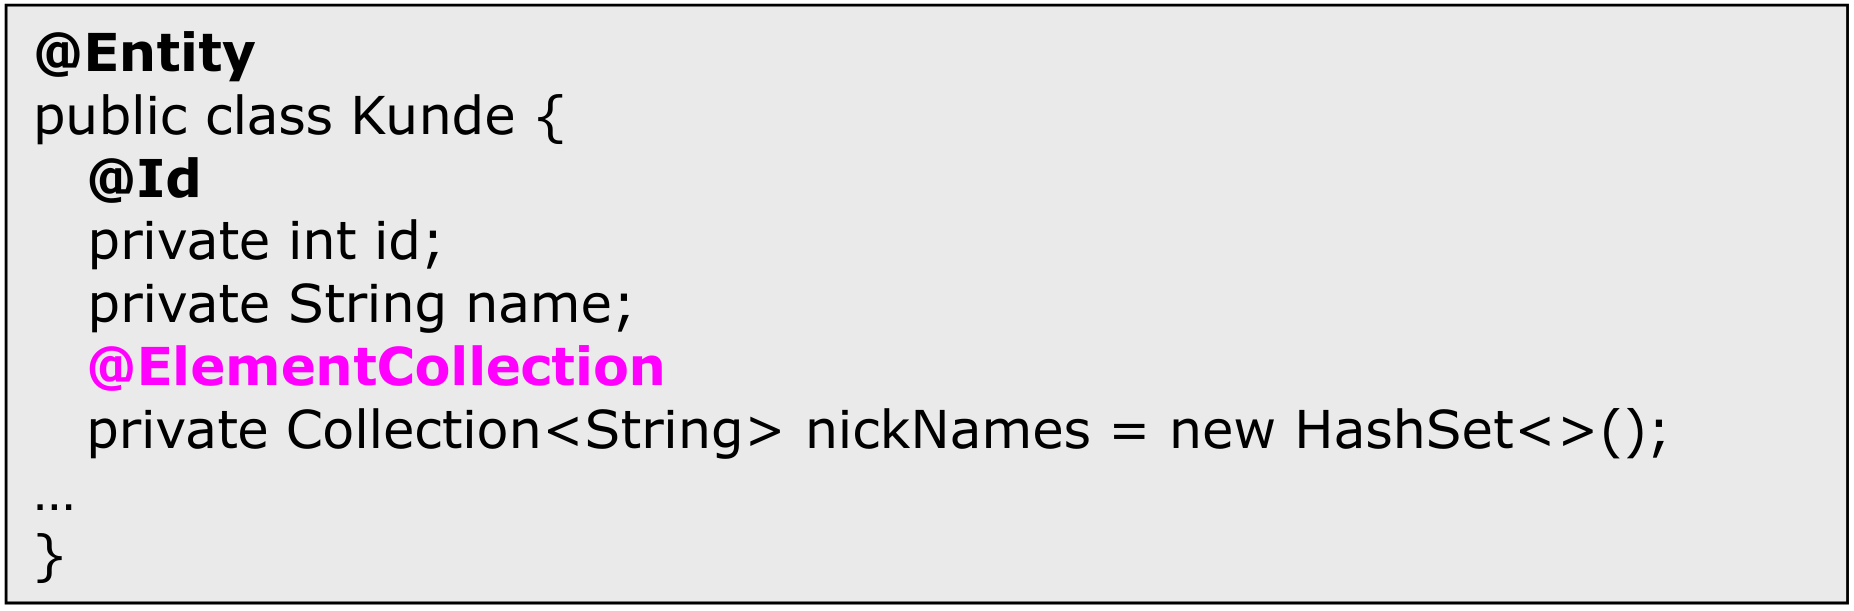 @Entity
public class Kunde {
@Id
private int id;
private String name;
@ElementCollection
private Collection<String> nickNames = new HashSet<>();
…
}